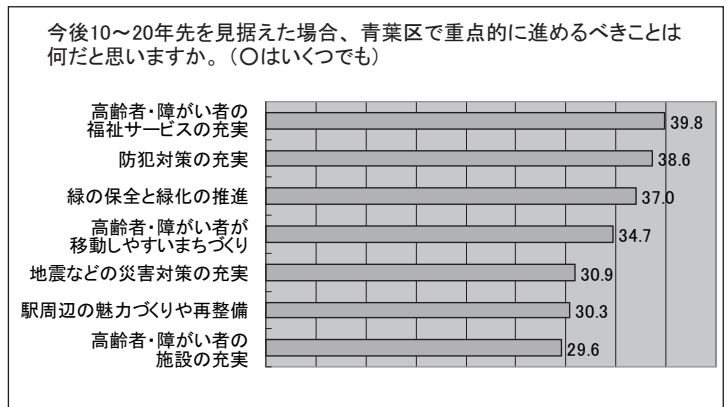 今後10～20年先を見据えた場合、青葉区で重点的に進めるべきことは
何だと思いますか。（○はいくつでも）
高齢者・障がい者の
福祉サービスの充実
39.8
防犯対策の充実
38.6
緑の保全と緑化の推進
37.0
高齢者・障がい者が
移動しやすいまちづくり
34.7
地震などの災害対策の充実
30.9
駅周辺の魅力づくりや再整備
30.3
高齢者・障がい者の
施設の充実
29.6